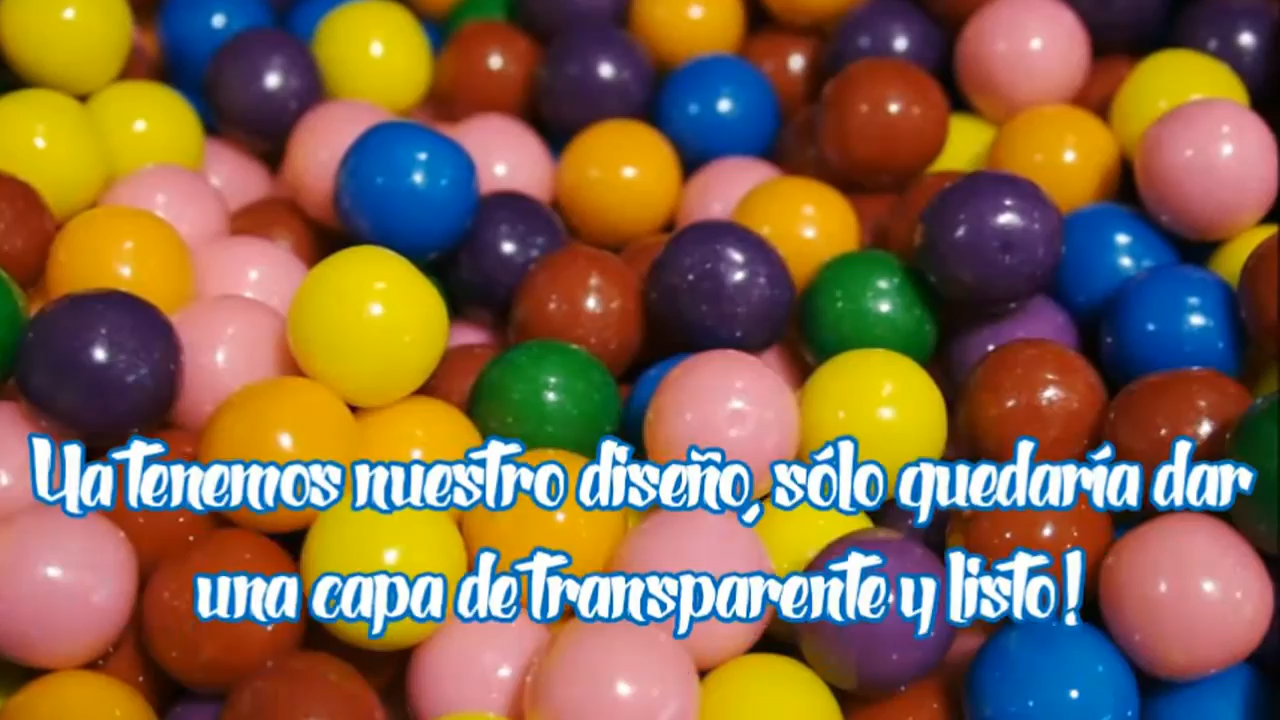 Ya tenemos nuestro diseño, sólo quedaría dar
una capa de transparente y listo!